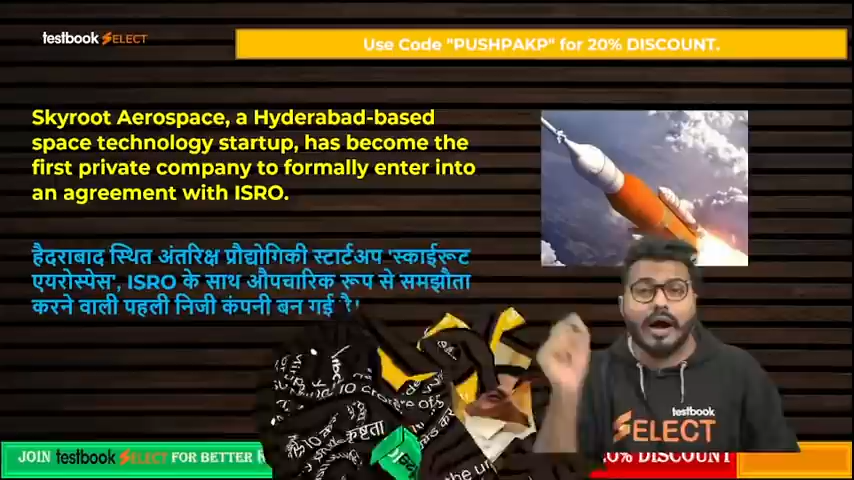 testbook SELECT
Use Code "PUSHPAKP" for 20% DISCOUNT.
Skyroot Aerospace, a Hyderabad-based
space technology startup, has become the
first private company to formally enter into
an agreement with ISRO.
हैदराबाद स्थित अंतरिक्ष प्रौद्योगिकी स्टार्टअप 'स्काईरूट
एयरोस्पेस', ISRO के साथ औपचारिक रूप से समझौता
करने वाली पहली निजी कंपनी बन गई है।
testbook
SELECT
JOIN testbook SELECT FOR BETTER
20% DISCOUNT